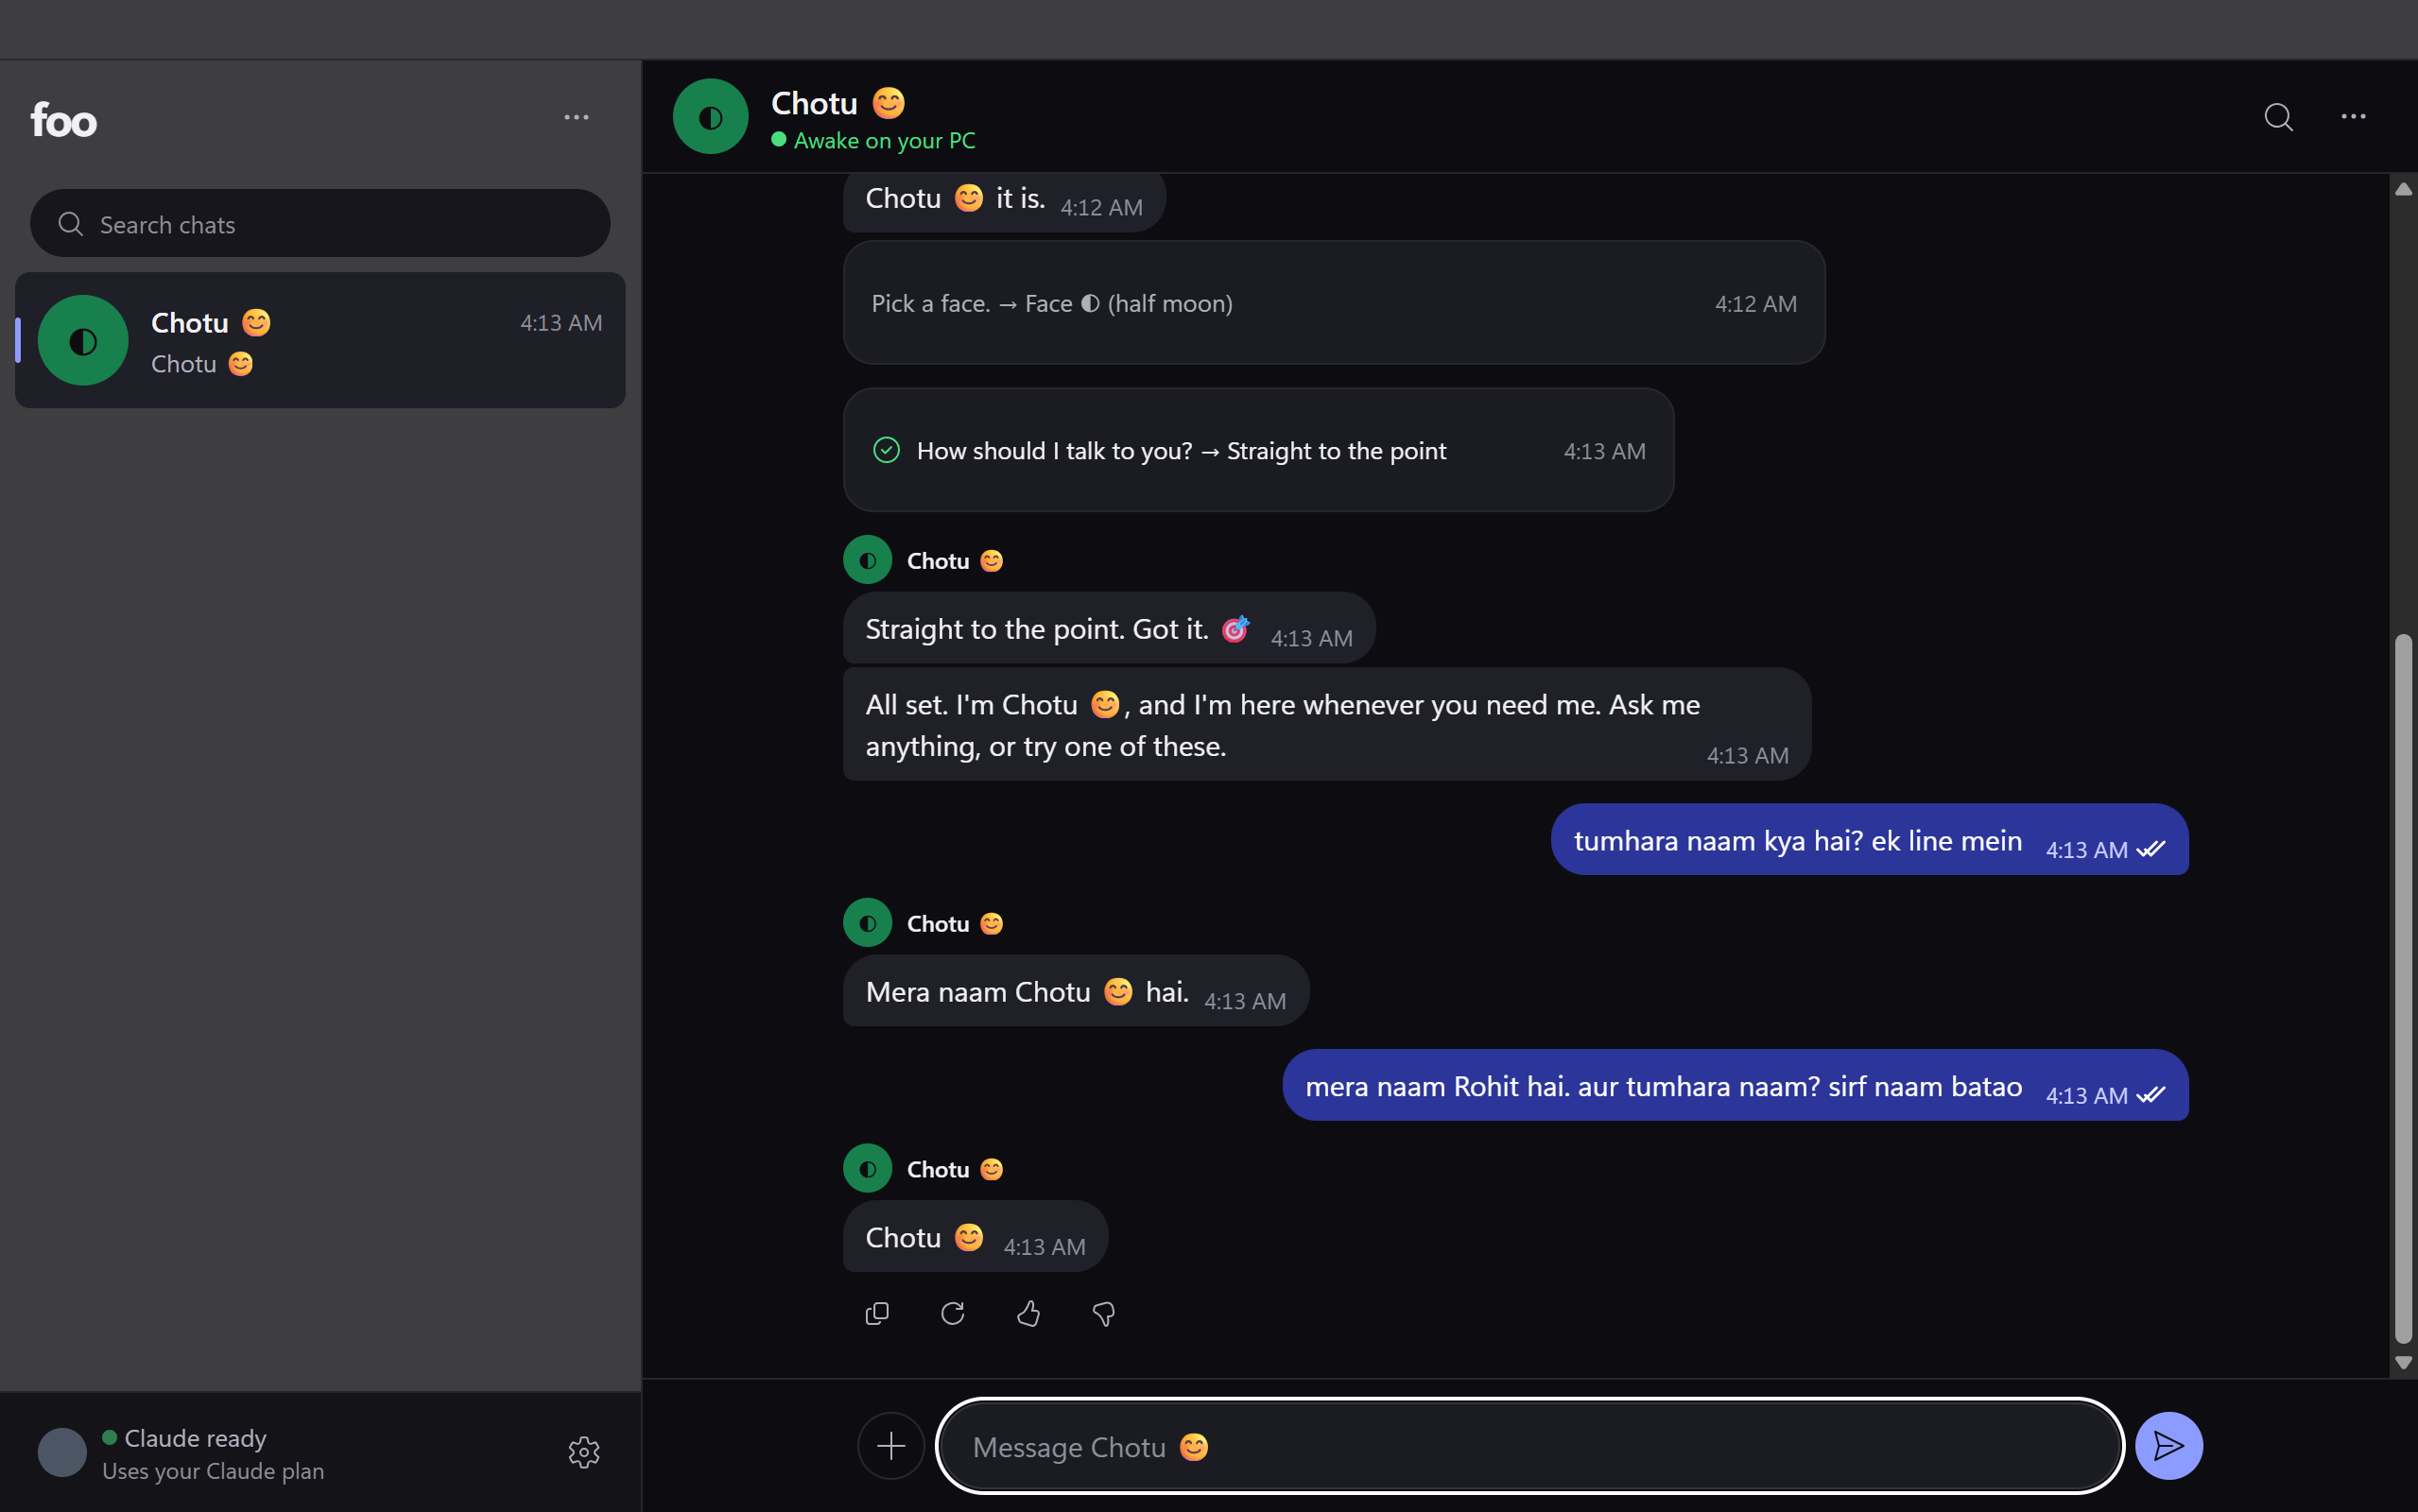 foo
Search chats
Chotu 😊 4:13 AM
Chotu 😊
Claude ready
Uses your Claude plan
Chotu 😊
Awake on your PC
Chotu 😊 it is. 4:12 AM
Pick a face. → Face ◐ (half moon) 4:12 AM
How should I talk to you? → Straight to the point 4:13 AM
Chotu 😊
Straight to the point. Got it. 🎯 4:13 AM
All set. I'm Chotu 😊, and I'm here whenever you need me. Ask me
anything, or try one of these. 4:13 AM
tumhara naam kya hai? ek line mein 4:13 AM
Chotu 😊
Mera naam Chotu 😊 hai. 4:13 AM
mera naam Rohit hai. aur tumhara naam? sirf naam batao 4:13 AM
Chotu 😊
Chotu 😊 4:13 AM
Message Chotu 😊